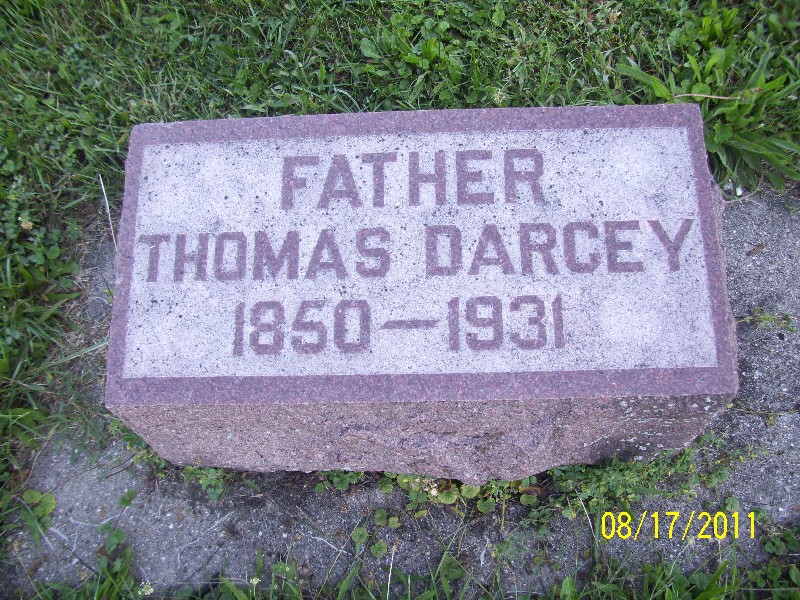 FATHER
THOMAS DARCEY
1850—1931
08/17/2011